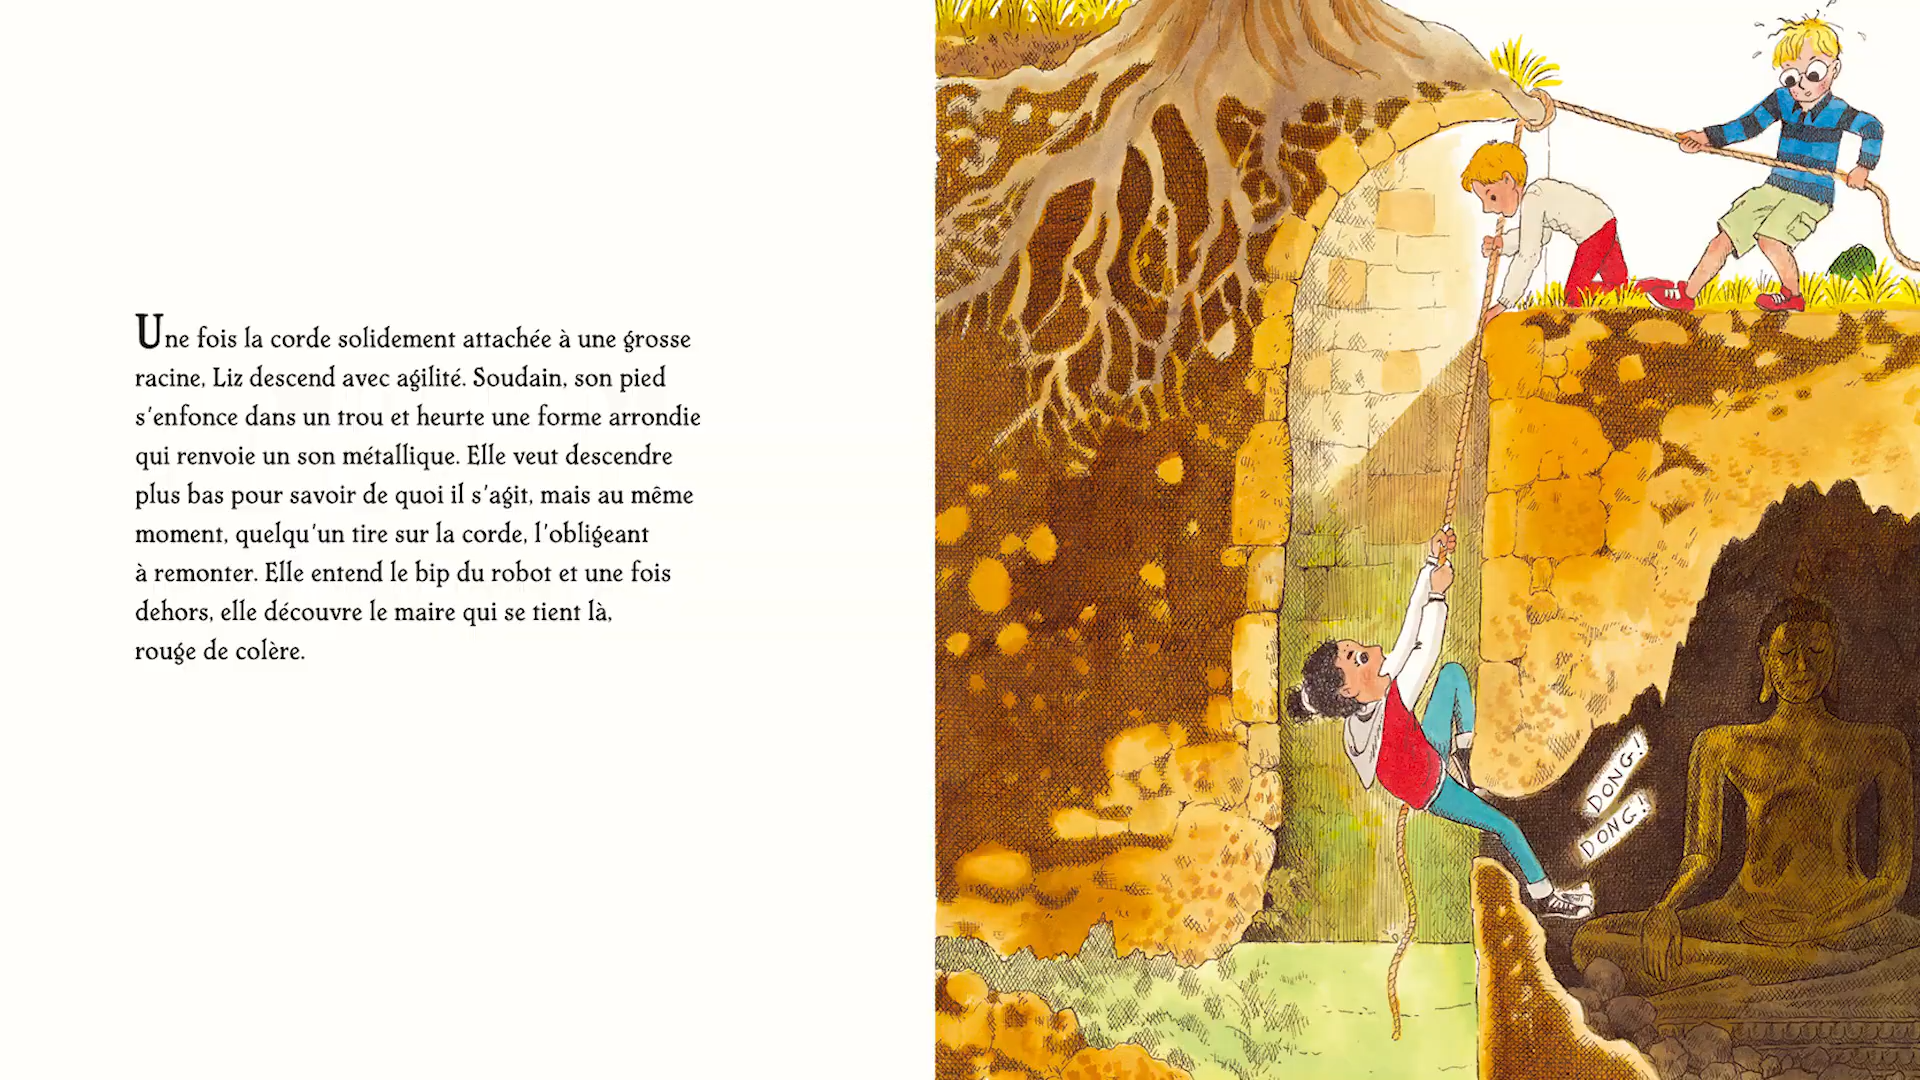 Une fois la corde solidement attachée à une grosse
racine, Liz descend avec agilité. Soudain, son pied
s'enfonce dans un trou et heurte une forme arrondie
qui renvoie un son métallique. Elle veut descendre
plus bas pour savoir de quoi il s'agit, mais au même
moment, quelqu'un tire sur la corde, l'obligeant
à remonter. Elle entend le bip du robot et une fois
dehors, elle découvre le maire qui se tient là,
rouge de colère.
DONG!
DONG!